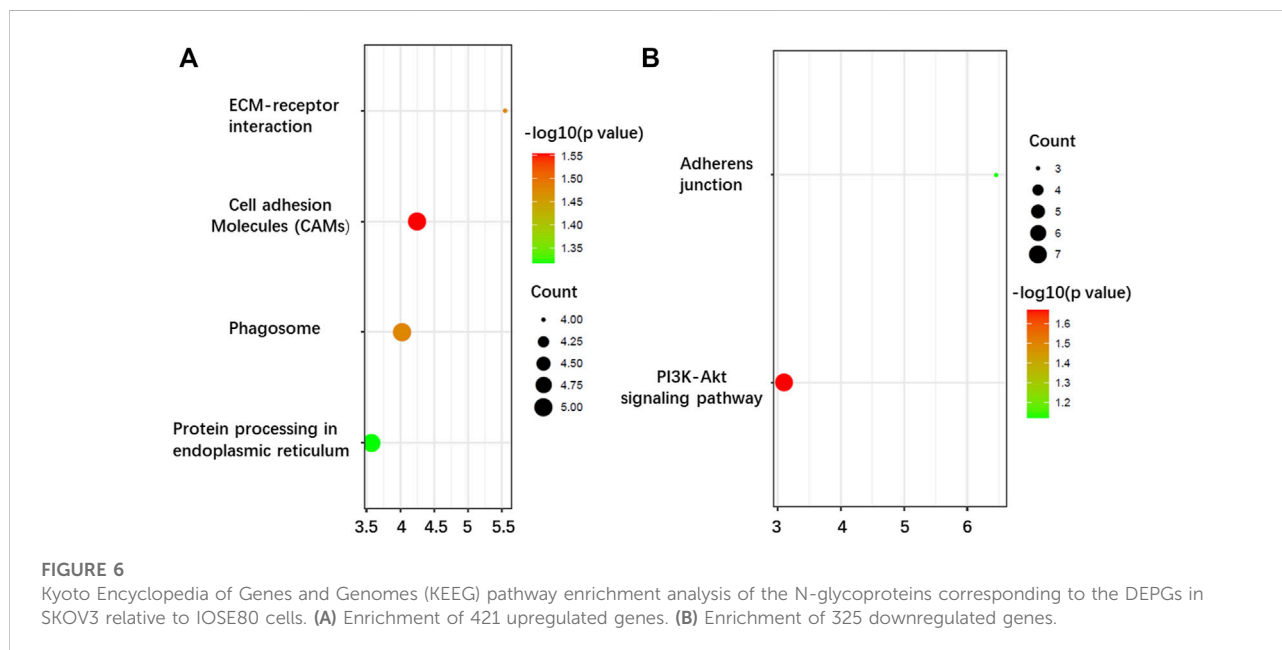 A
ECM-receptor
interaction
Cell adhesion
Molecules (CAMs)
Phagosome
Protein processing in
endoplasmic reticulum
3.5 4 4.5 5 5.5
-log10(p value)
1.55
1.50
1.45
1.40
1.35
Count
4.00
4.25
4.50
4.75
5.00
B
Adherens
junction
PI3K-Akt
signaling pathway
3 4 5 6
Count
3
4
5
6
7
-log10(p value)
1.6
1.5
1.4
1.3
1.2
FIGURE 6
Kyoto Encyclopedia of Genes and Genomes (KEEG) pathway enrichment analysis of the N-glycoproteins corresponding to the DEPGs in
SKOV3 relative to IOSE80 cells. (A) Enrichment of 421 upregulated genes. (B) Enrichment of 325 downregulated genes.